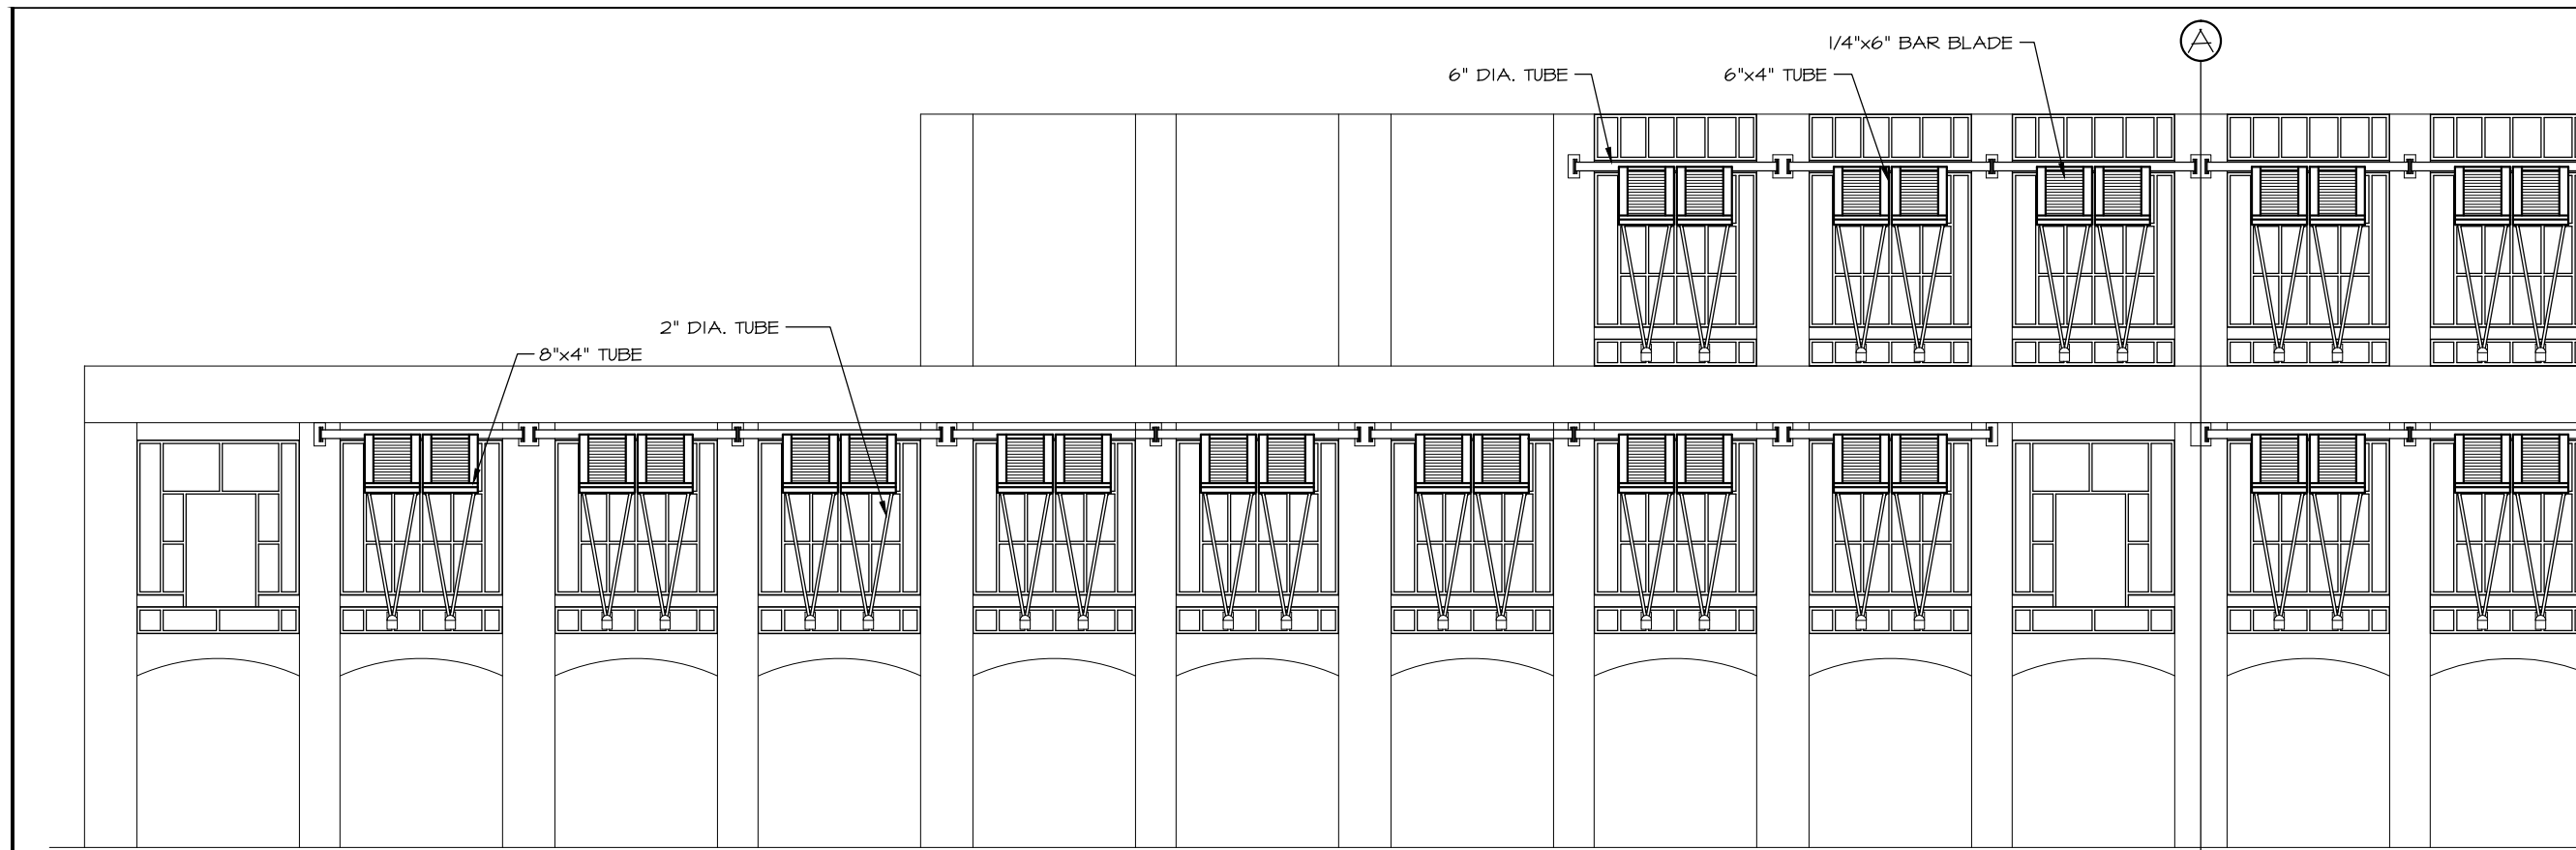 1/4"x6" BAR BLADE
A
6" DIA. TUBE
6"x4" TUBE
2" DIA. TUBE
8"x4" TUBE